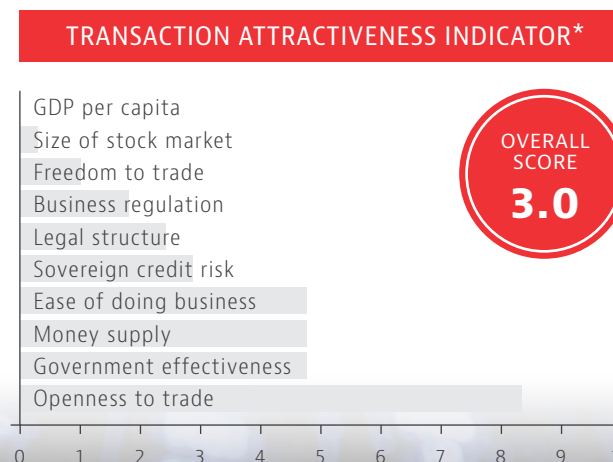 TRANSACTION ATTRACTIVENESS INDICATOR*
GDP per capita
Size of stock market
Freedom to trade
Business regulation
Legal structure
Sovereign credit risk
Ease of doing business
Money supply
Government effectiveness
Openness to trade
OVERALL
SCORE
3.0
0 1 2 3 4 5 6 7 8 9